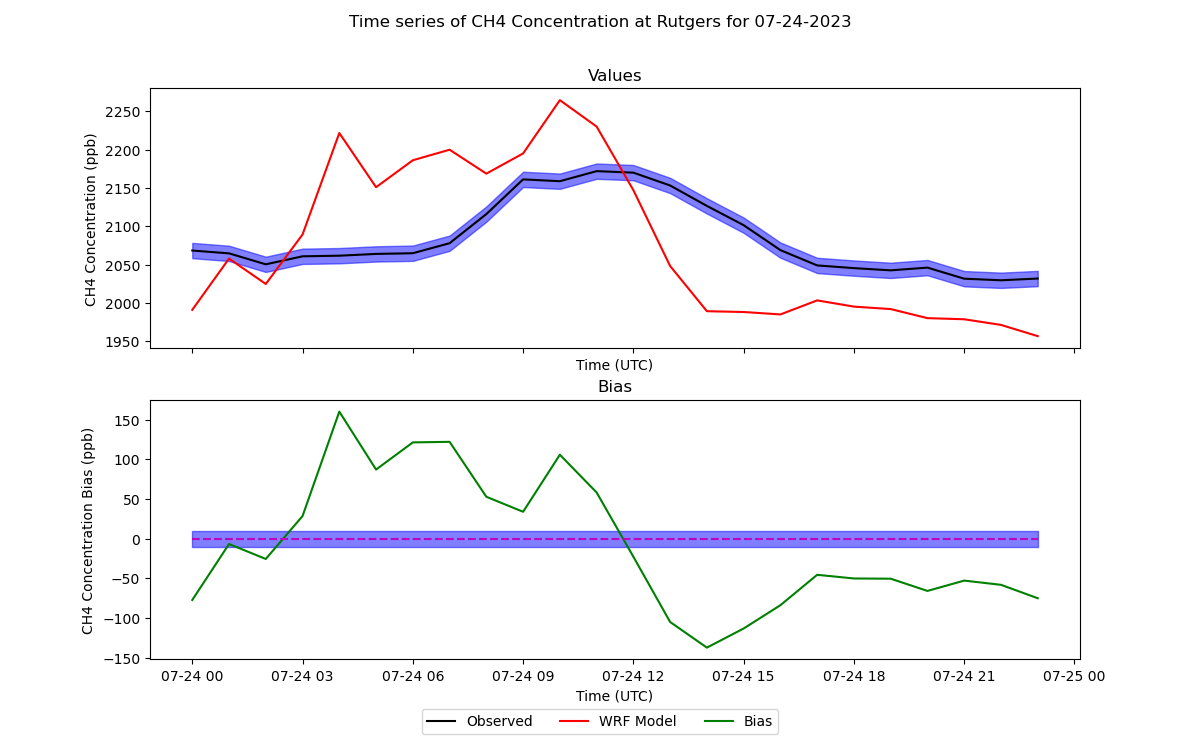 Time series of CH4 Concentration at Rutgers for 07-24-2023
Values
CH4 Concentration (ppb)
2250
2200
2150
2100
2050
2000
1950
Time (UTC)
Bias
CH4 Concentration Bias (ppb)
150
100
50
0
−50
−100
−150
07-24 00 07-24 03 07-24 06 07-24 09 07-24 12 07-24 15 07-24 18 07-24 21 07-25 00
Time (UTC)
Observed WRF Model Bias